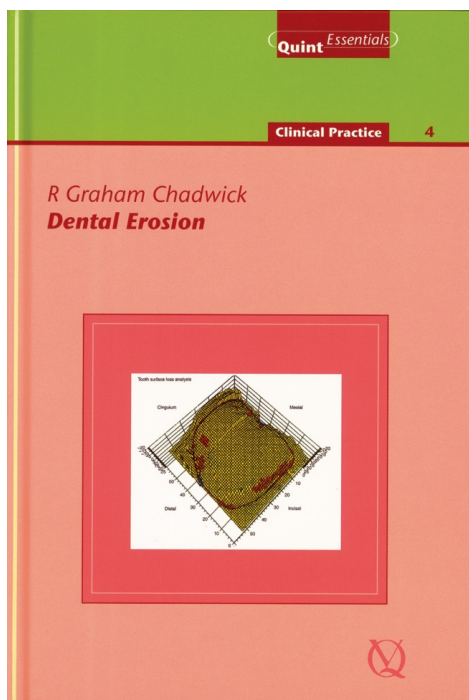 Quint Essentials
Clinical Practice 4
R Graham Chadwick
Dental Erosion
Tooth surface loss analysis
Cingulum
Mesial
Distal
Incisal